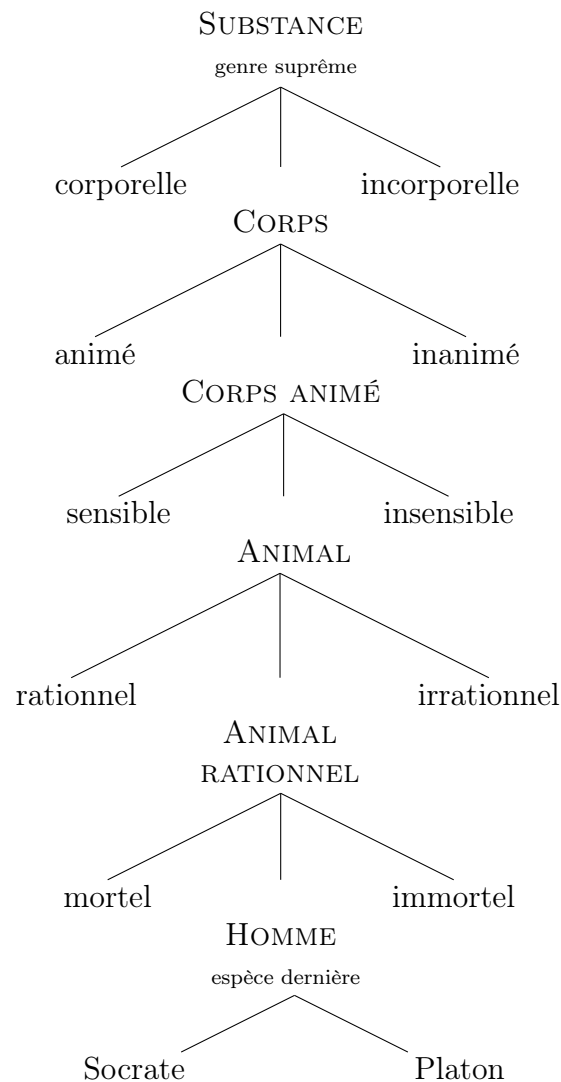 SUBSTANCE
genre suprême
corporelle incorporelle
CORPS
animé inanimé
CORPS ANIMÉ
sensible insensible
ANIMAL
rationnel irrationnel
ANIMAL
RATIONNEL
mortel immortel
HOMME
espèce dernière
Socrate Platon